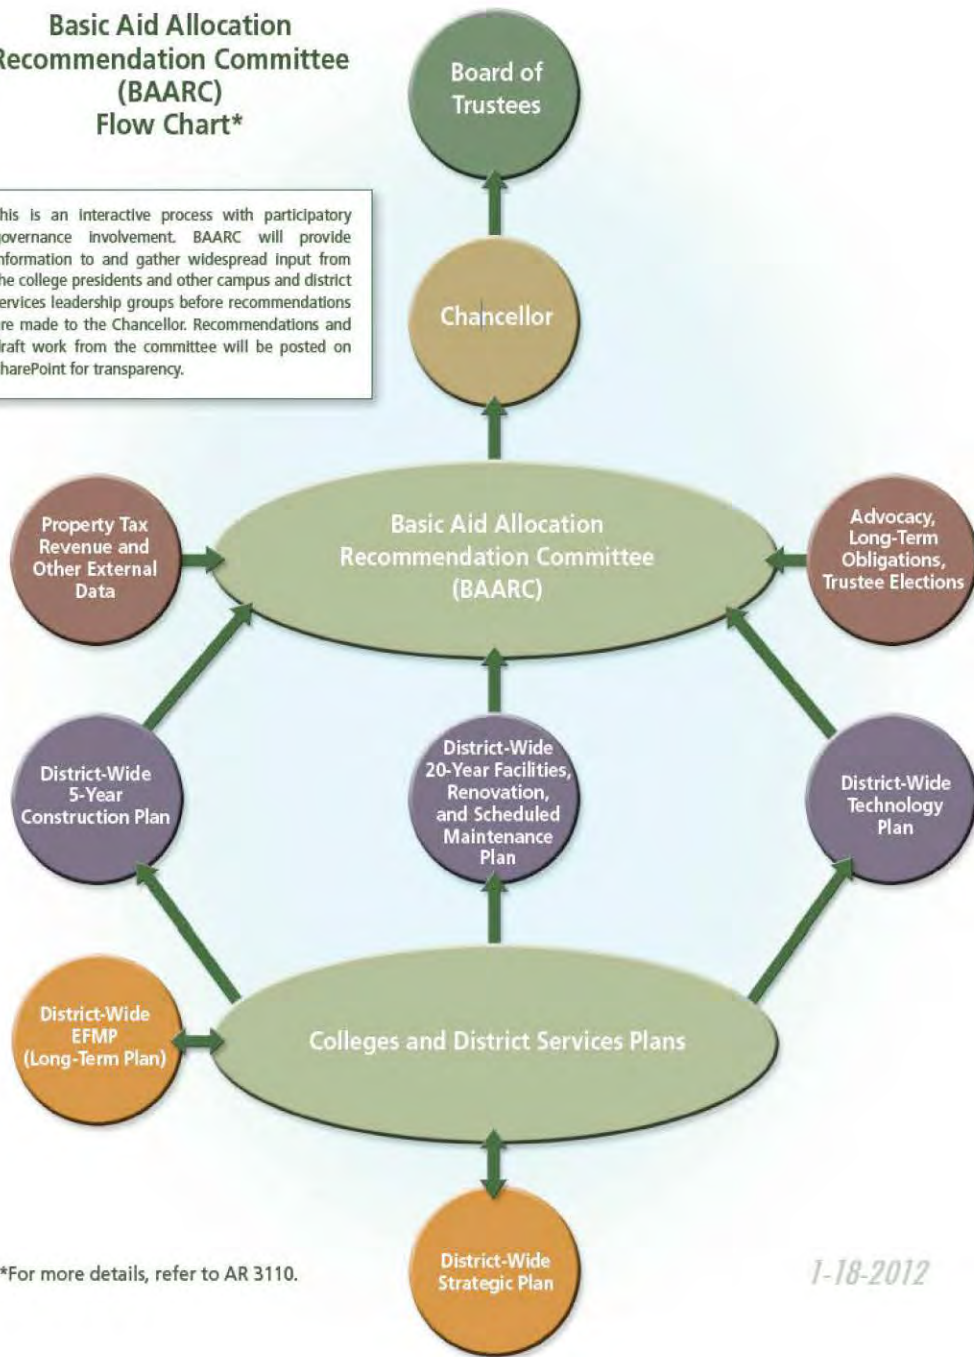 Basic Aid Allocation
Recommendation Committee
(BAARC)
Flow Chart*
his is an interactive process with participatory
governance involvement. BAARC will provide
nformation to and gather widespread input from
he college presidents and other campus and district
ervices leadership groups before recommendations
re made to the Chancellor. Recommendations and
draft work from the committee will be posted on
harePoint for transparency.
Board of
Trustees
Chancellor
Property Tax
Revenue and
Other External
Data
Basic Aid Allocation
Recommendation Committee
(BAARC)
Advocacy,
Long-Term
Obligations,
Trustee Elections
District-Wide
5-Year
Construction Plan
District-Wide
20-Year Facilities,
Renovation,
and Scheduled
Maintenance
Plan
District-Wide
Technology
Plan
District-Wide
EFMP
(Long-Term Plan)
Colleges and District Services Plans
District-Wide
Strategic Plan
*For more details, refer to AR 3110.
1-18-2012